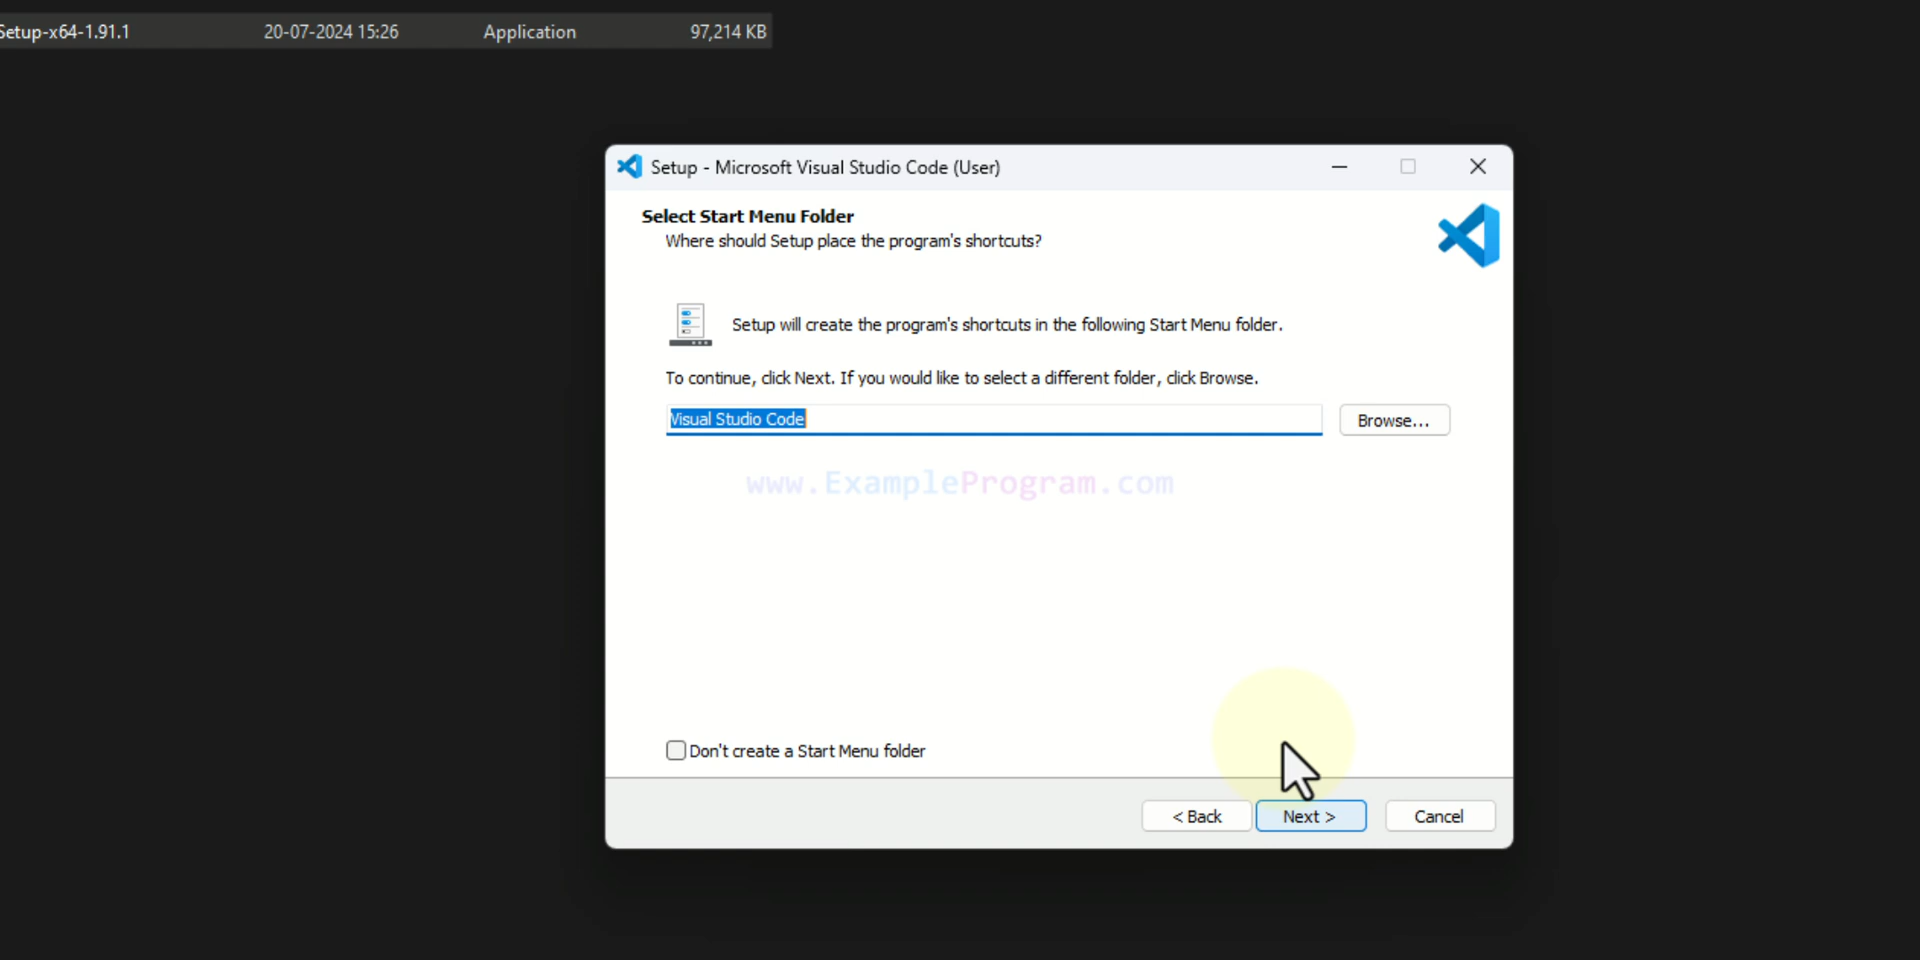 Setup-x64-1.91.1 20-07-2024 15:26 Application 97,214 KB
Setup - Microsoft Visual Studio Code (User)
Select Start Menu Folder
Where should Setup place the program's shortcuts?
Setup will create the program's shortcuts in the following Start Menu folder.
To continue, click Next. If you would like to select a different folder, click Browse.
Visual Studio Code Browse...
www.ExampleProgram.com
Don't create a Start Menu folder
< Back Next > Cancel